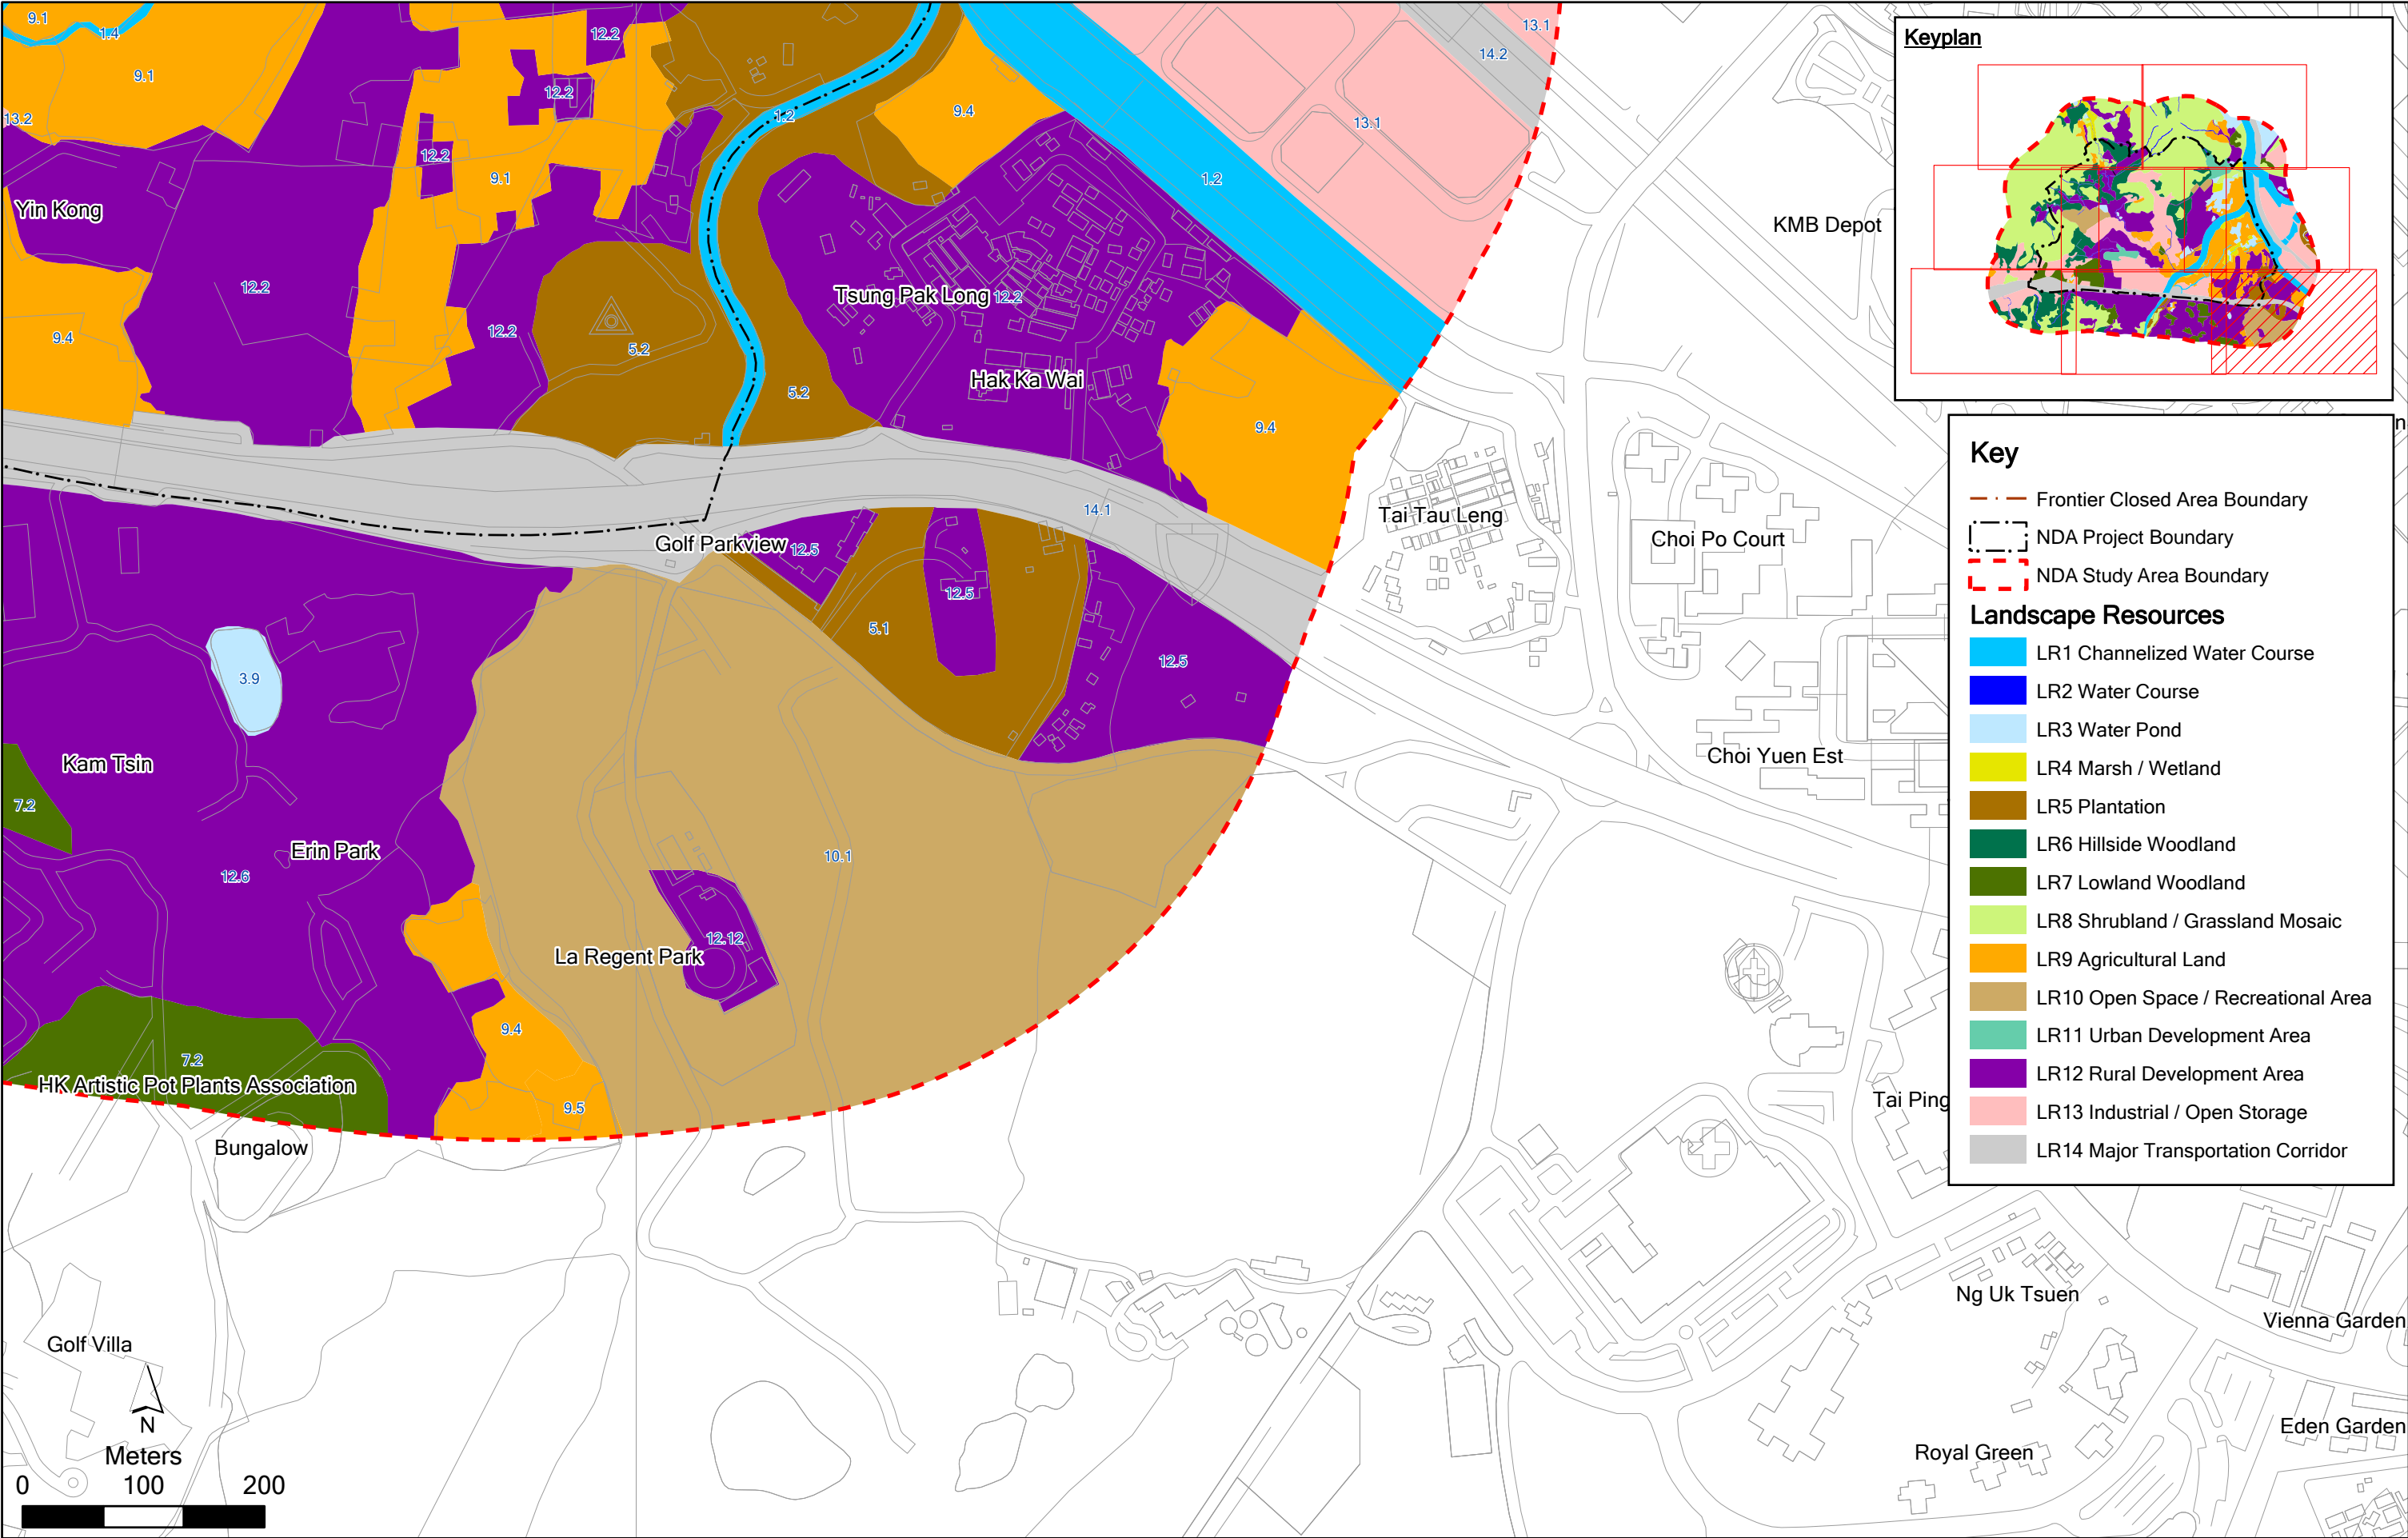 9.1
1.4
9.1
13.2
12.2
12.2
12.2
9.1
1.2
9.4
1.2
13.1
14.2
13.1
Yin Kong
12.2
9.4
12.2
5.2
5.2
Tsung Pak Long
12.2
Hak Ka Wai
9.4
14.1
Golf Parkview
12.5
12.5
5.1
12.5
3.9
Kam Tsin
7.2
Erin Park
12.6
10.1
La Regent Park
12.12
9.4
9.5
7.2
HK Artistic Pot Plants Association
Bungalow
Golf Villa
KMB Depot
Tai Tau Leng
Choi Po Court
Choi Yuen Est
Tai Ping
Ng Uk Tsuen
Vienna Garden
Eden Garden
Royal Green
n
N
Meters
0 100 200
Keyplan
Key
Frontier Closed Area Boundary
NDA Project Boundary
NDA Study Area Boundary
Landscape Resources
LR1 Channelized Water Course
LR2 Water Course
LR3 Water Pond
LR4 Marsh / Wetland
LR5 Plantation
LR6 Hillside Woodland
LR7 Lowland Woodland
LR8 Shrubland / Grassland Mosaic
LR9 Agricultural Land
LR10 Open Space / Recreational Area
LR11 Urban Development Area
LR12 Rural Development Area
LR13 Industrial / Open Storage
LR14 Major Transportation Corridor